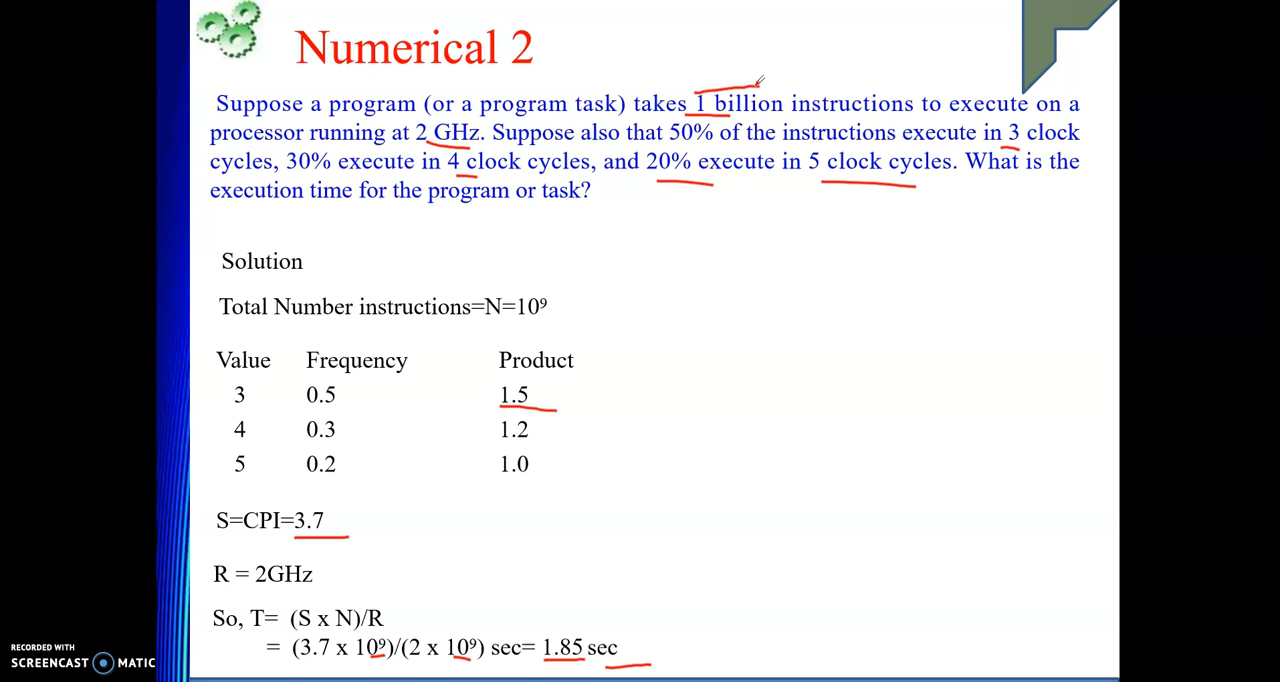 Numerical 2
Suppose a program (or a program task) takes 1 billion instructions to execute on a
processor running at 2 GHz. Suppose also that 50% of the instructions execute in 3 clock
cycles, 30% execute in 4 clock cycles, and 20% execute in 5 clock cycles. What is the
execution time for the program or task?
Solution
Total Number instructions=N=10⁹
Value Frequency Product
3 0.5 1.5
4 0.3 1.2
5 0.2 1.0
S=CPI=3.7
R = 2GHz
So, T= (S x N)/R
= (3.7 x 10⁹)/(2 x 10⁹) sec= 1.85 sec
RECORDED WITH
SCREENCAST MATIC